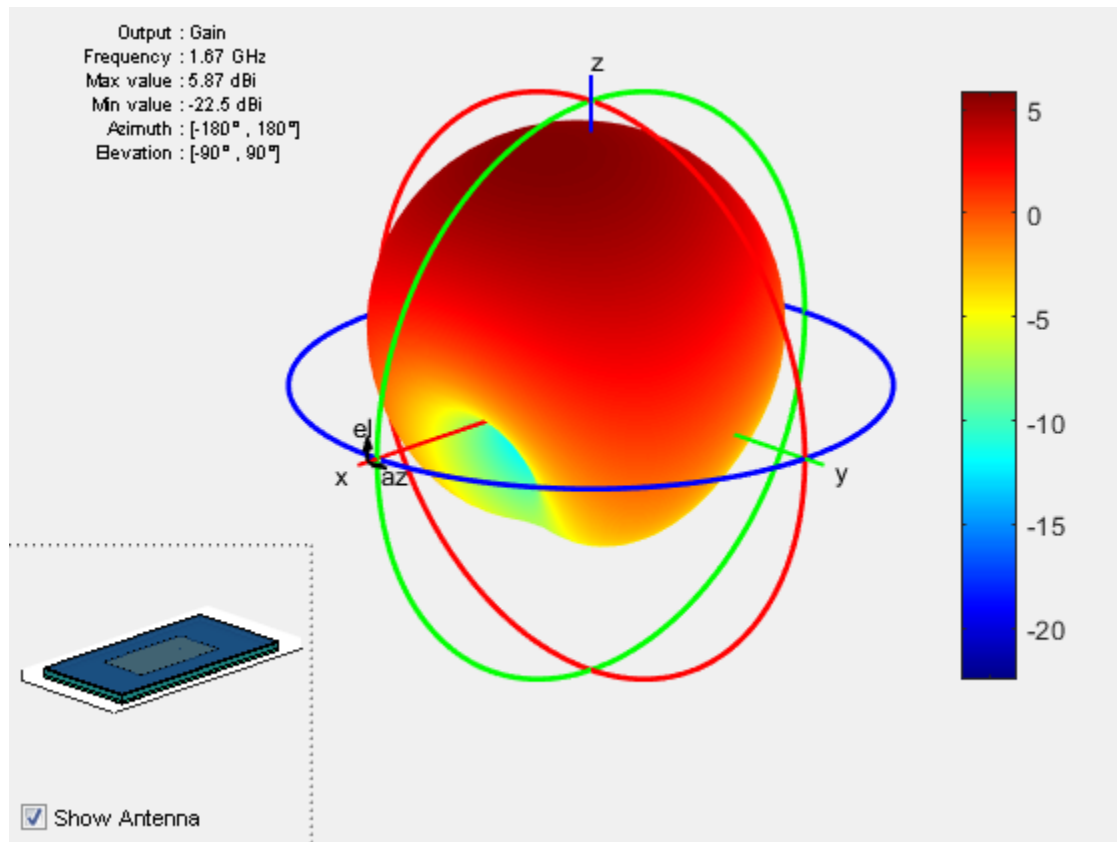 Output : Gain
Frequency : 1.67 GHz
Max value : 5.87 dBi
Min value : -22.5 dBi
Azimuth : [-180° , 180°]
Elevation : [-90° , 90°]
z
5
0
-5
-10
-15
-20
el
x
az
y
Show Antenna